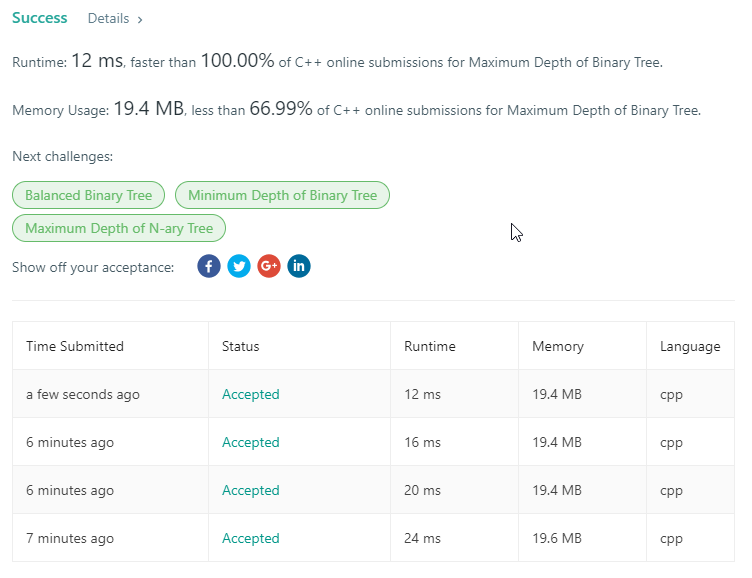 Success Details ›
Runtime: 12 ms, faster than 100.00% of C++ online submissions for Maximum Depth of Binary Tree.
Memory Usage: 19.4 MB, less than 66.99% of C++ online submissions for Maximum Depth of Binary Tree.
Next challenges:
Balanced Binary Tree Minimum Depth of Binary Tree
Maximum Depth of N-ary Tree
Show off your acceptance: f G+ in
Time Submitted Status Runtime Memory Language
a few seconds ago Accepted 12 ms 19.4 MB cpp
6 minutes ago Accepted 16 ms 19.4 MB cpp
6 minutes ago Accepted 20 ms 19.4 MB cpp
7 minutes ago Accepted 24 ms 19.6 MB cpp